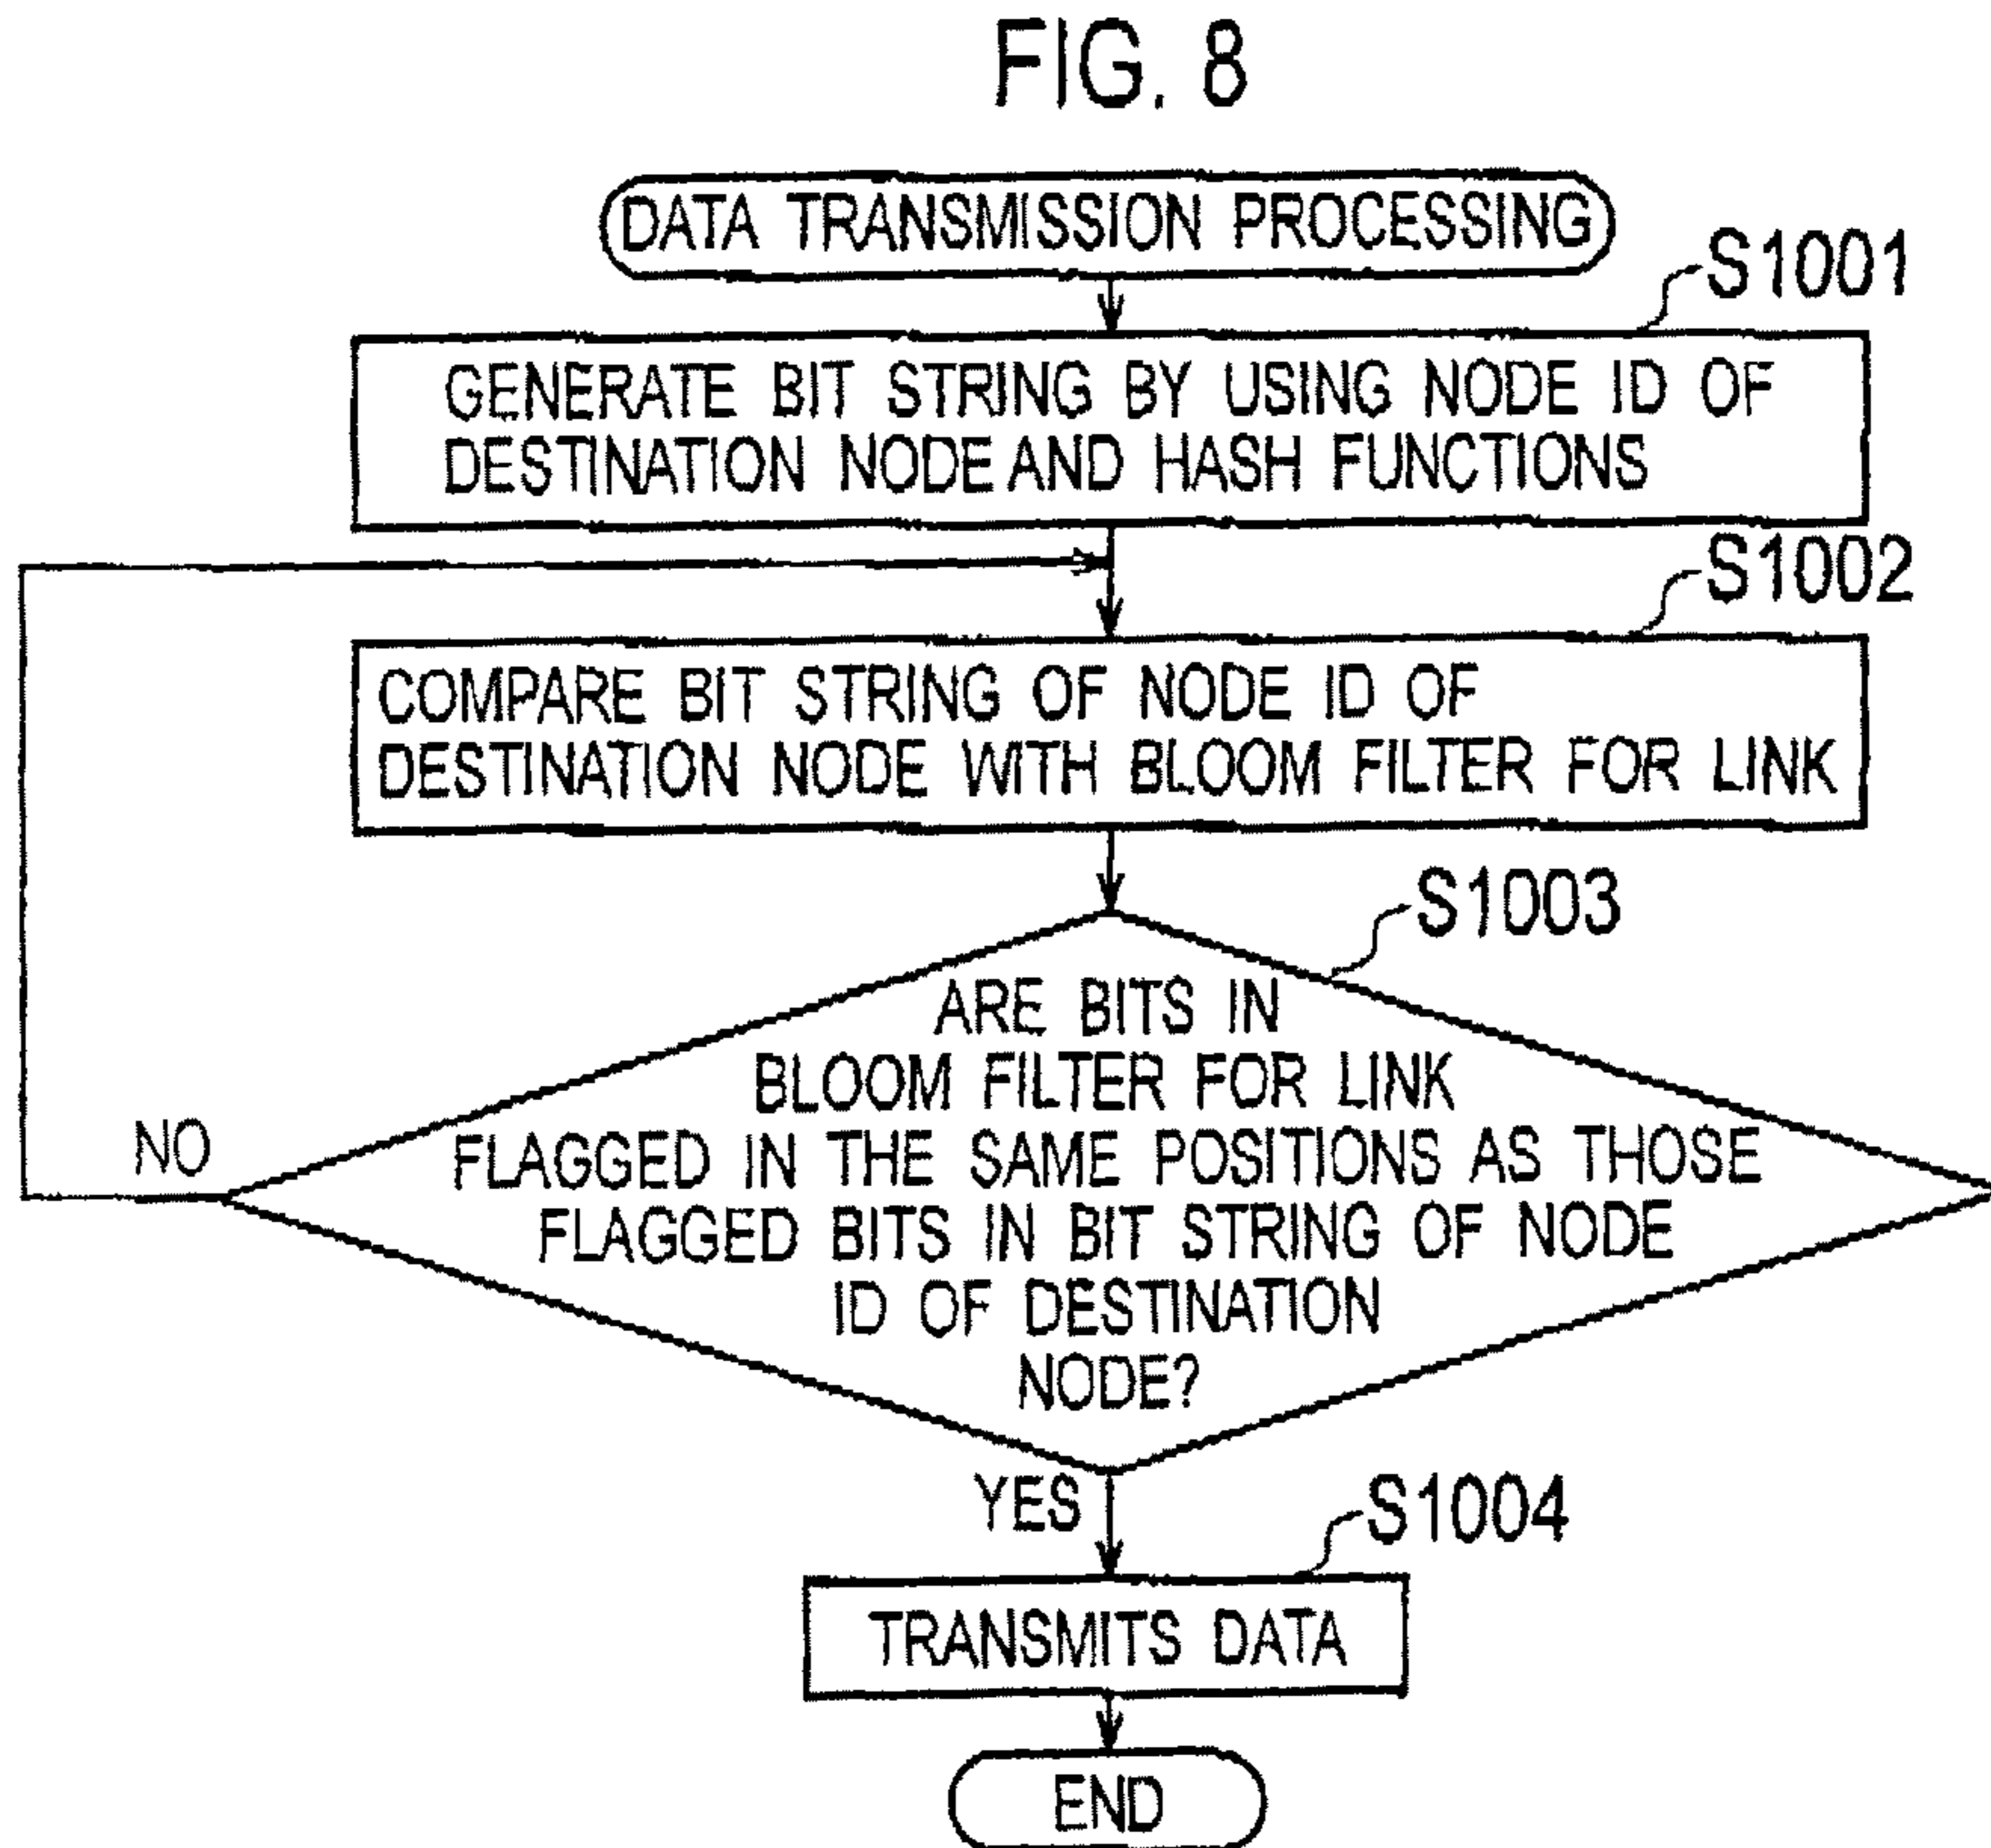 FIG. 8
DATA TRANSMISSION PROCESSING
S1001
GENERATE BIT STRING BY USING NODE ID OF
DESTINATION NODE AND HASH FUNCTIONS
S1002
COMPARE BIT STRING OF NODE ID OF
DESTINATION NODE WITH BLOOM FILTER FOR LINK
S1003
ARE BITS IN
BLOOM FILTER FOR LINK
FLAGGED IN THE SAME POSITIONS AS THOSE
FLAGGED BITS IN BIT STRING OF NODE
ID OF DESTINATION
NODE?
NO
YES
S1004
TRANSMITS DATA
END